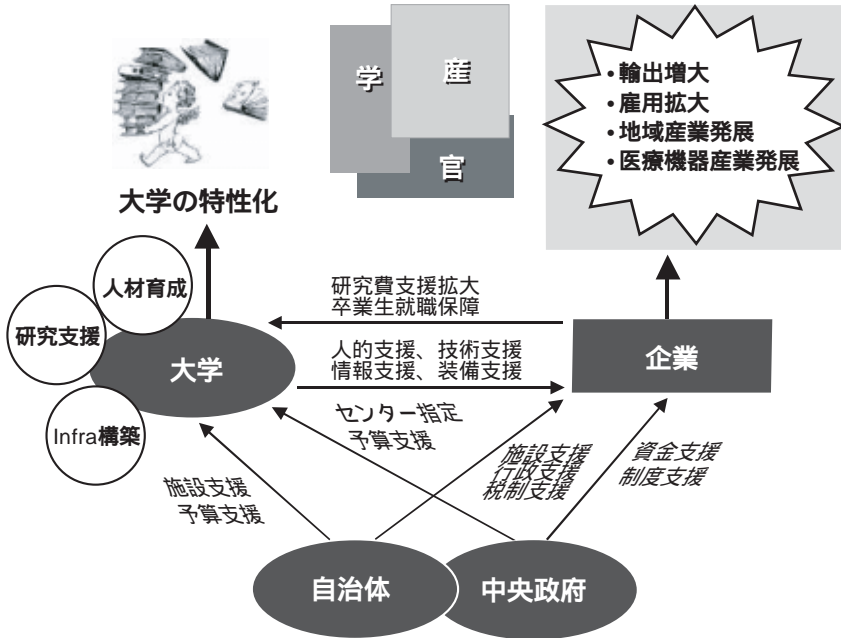 学
産
官
・輸出増大
・雇用拡大
・地域産業発展
・医療機器産業発展
大学の特性化
人材育成
研究支援
Infra構築
大学
研究費支援拡大
卒業生就職保障
人的支援、技術支援
情報支援、装備支援
企業
センター指定
予算支援
施設支援
予算支援
施設支援
行政支援
税制支援
資金支援
制度支援
自治体
中央政府